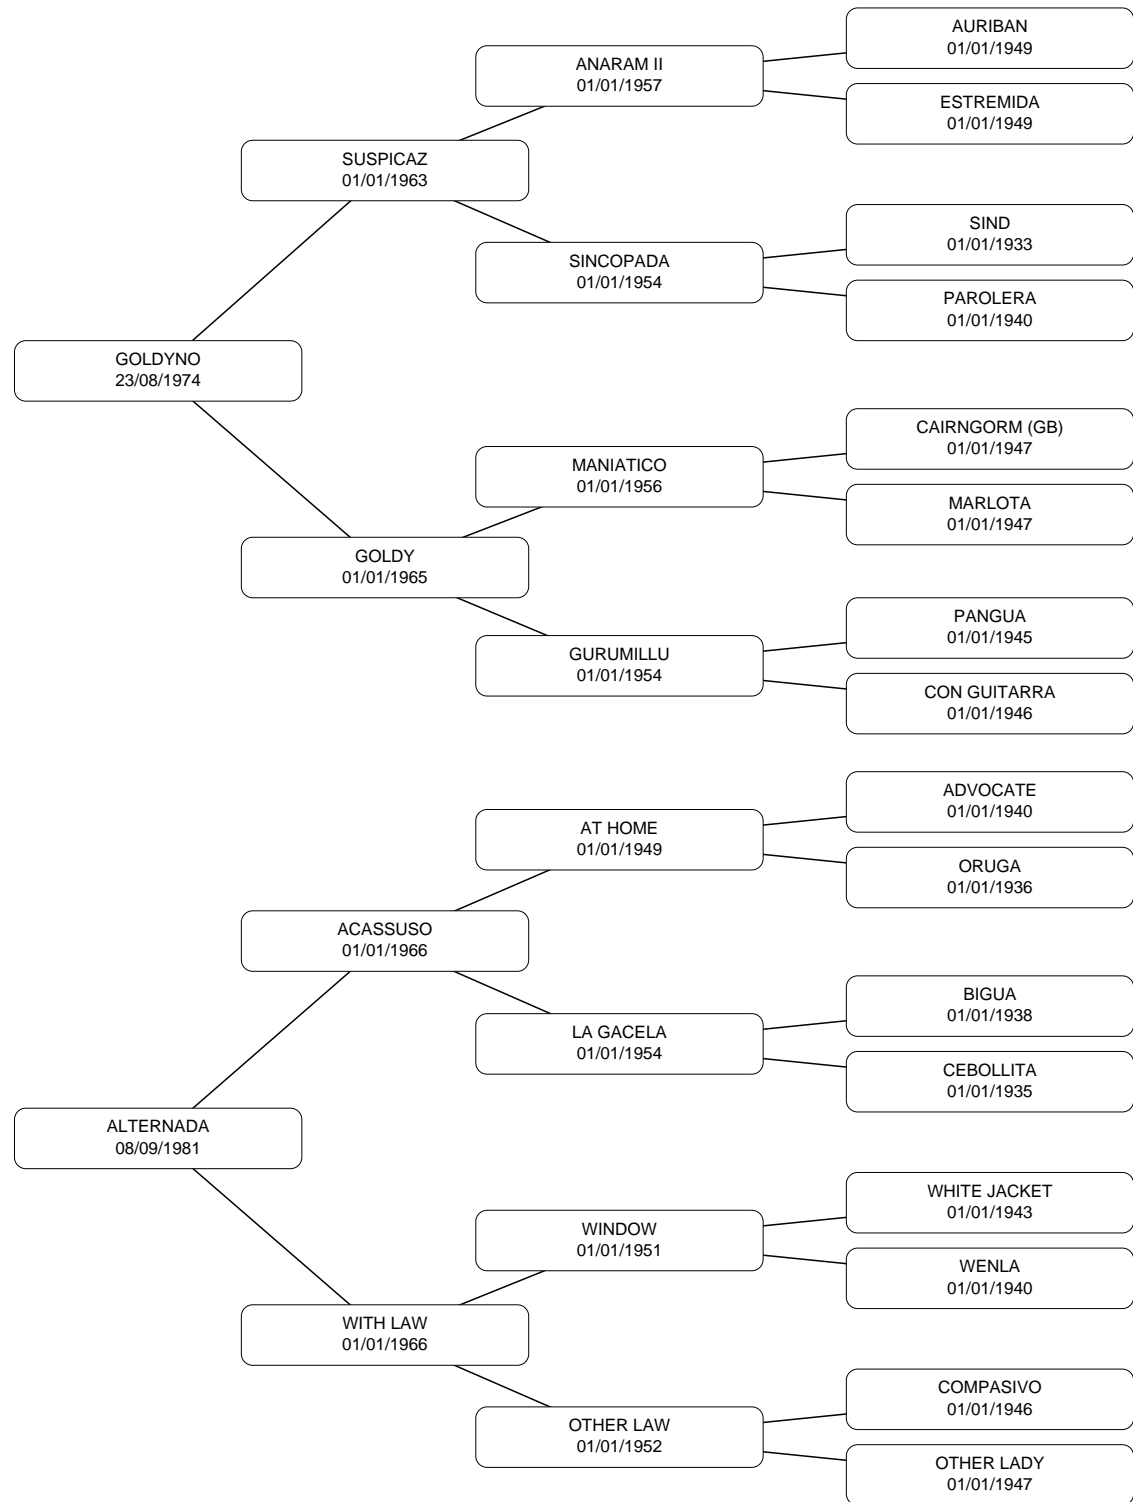 AURIBAN
01/01/1949
ANARAM II
01/01/1957
ESTREMIDA
01/01/1949
SUSPICAZ
01/01/1963
SIND
01/01/1933
SINCOPADA
01/01/1954
PAROLERA
01/01/1940
GOLDYNO
23/08/1974
CAIRNGORM (GB)
01/01/1947
MANIATICO
01/01/1956
MARLOTA
01/01/1947
GOLDY
01/01/1965
PANGUA
01/01/1945
GURUMILLU
01/01/1954
CON GUITARRA
01/01/1946
ADVOCATE
01/01/1940
AT HOME
01/01/1949
ORUGA
01/01/1936
ACASSUSO
01/01/1966
BIGUA
01/01/1938
LA GACELA
01/01/1954
CEBOLLITA
01/01/1935
ALTERNADA
08/09/1981
WHITE JACKET
01/01/1943
WINDOW
01/01/1951
WENLA
01/01/1940
WITH LAW
01/01/1966
COMPASIVO
01/01/1946
OTHER LAW
01/01/1952
OTHER LADY
01/01/1947